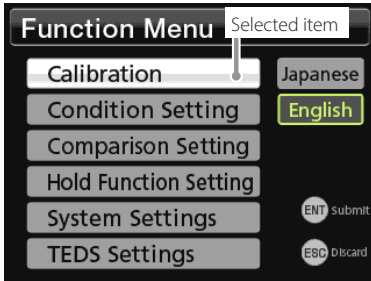 Function Menu
Selected item
Calibration
Japanese
Condition Setting
English
Comparison Setting
Hold Function Setting
System Settings
ENT Submit
TEDS Settings
ESC Discard